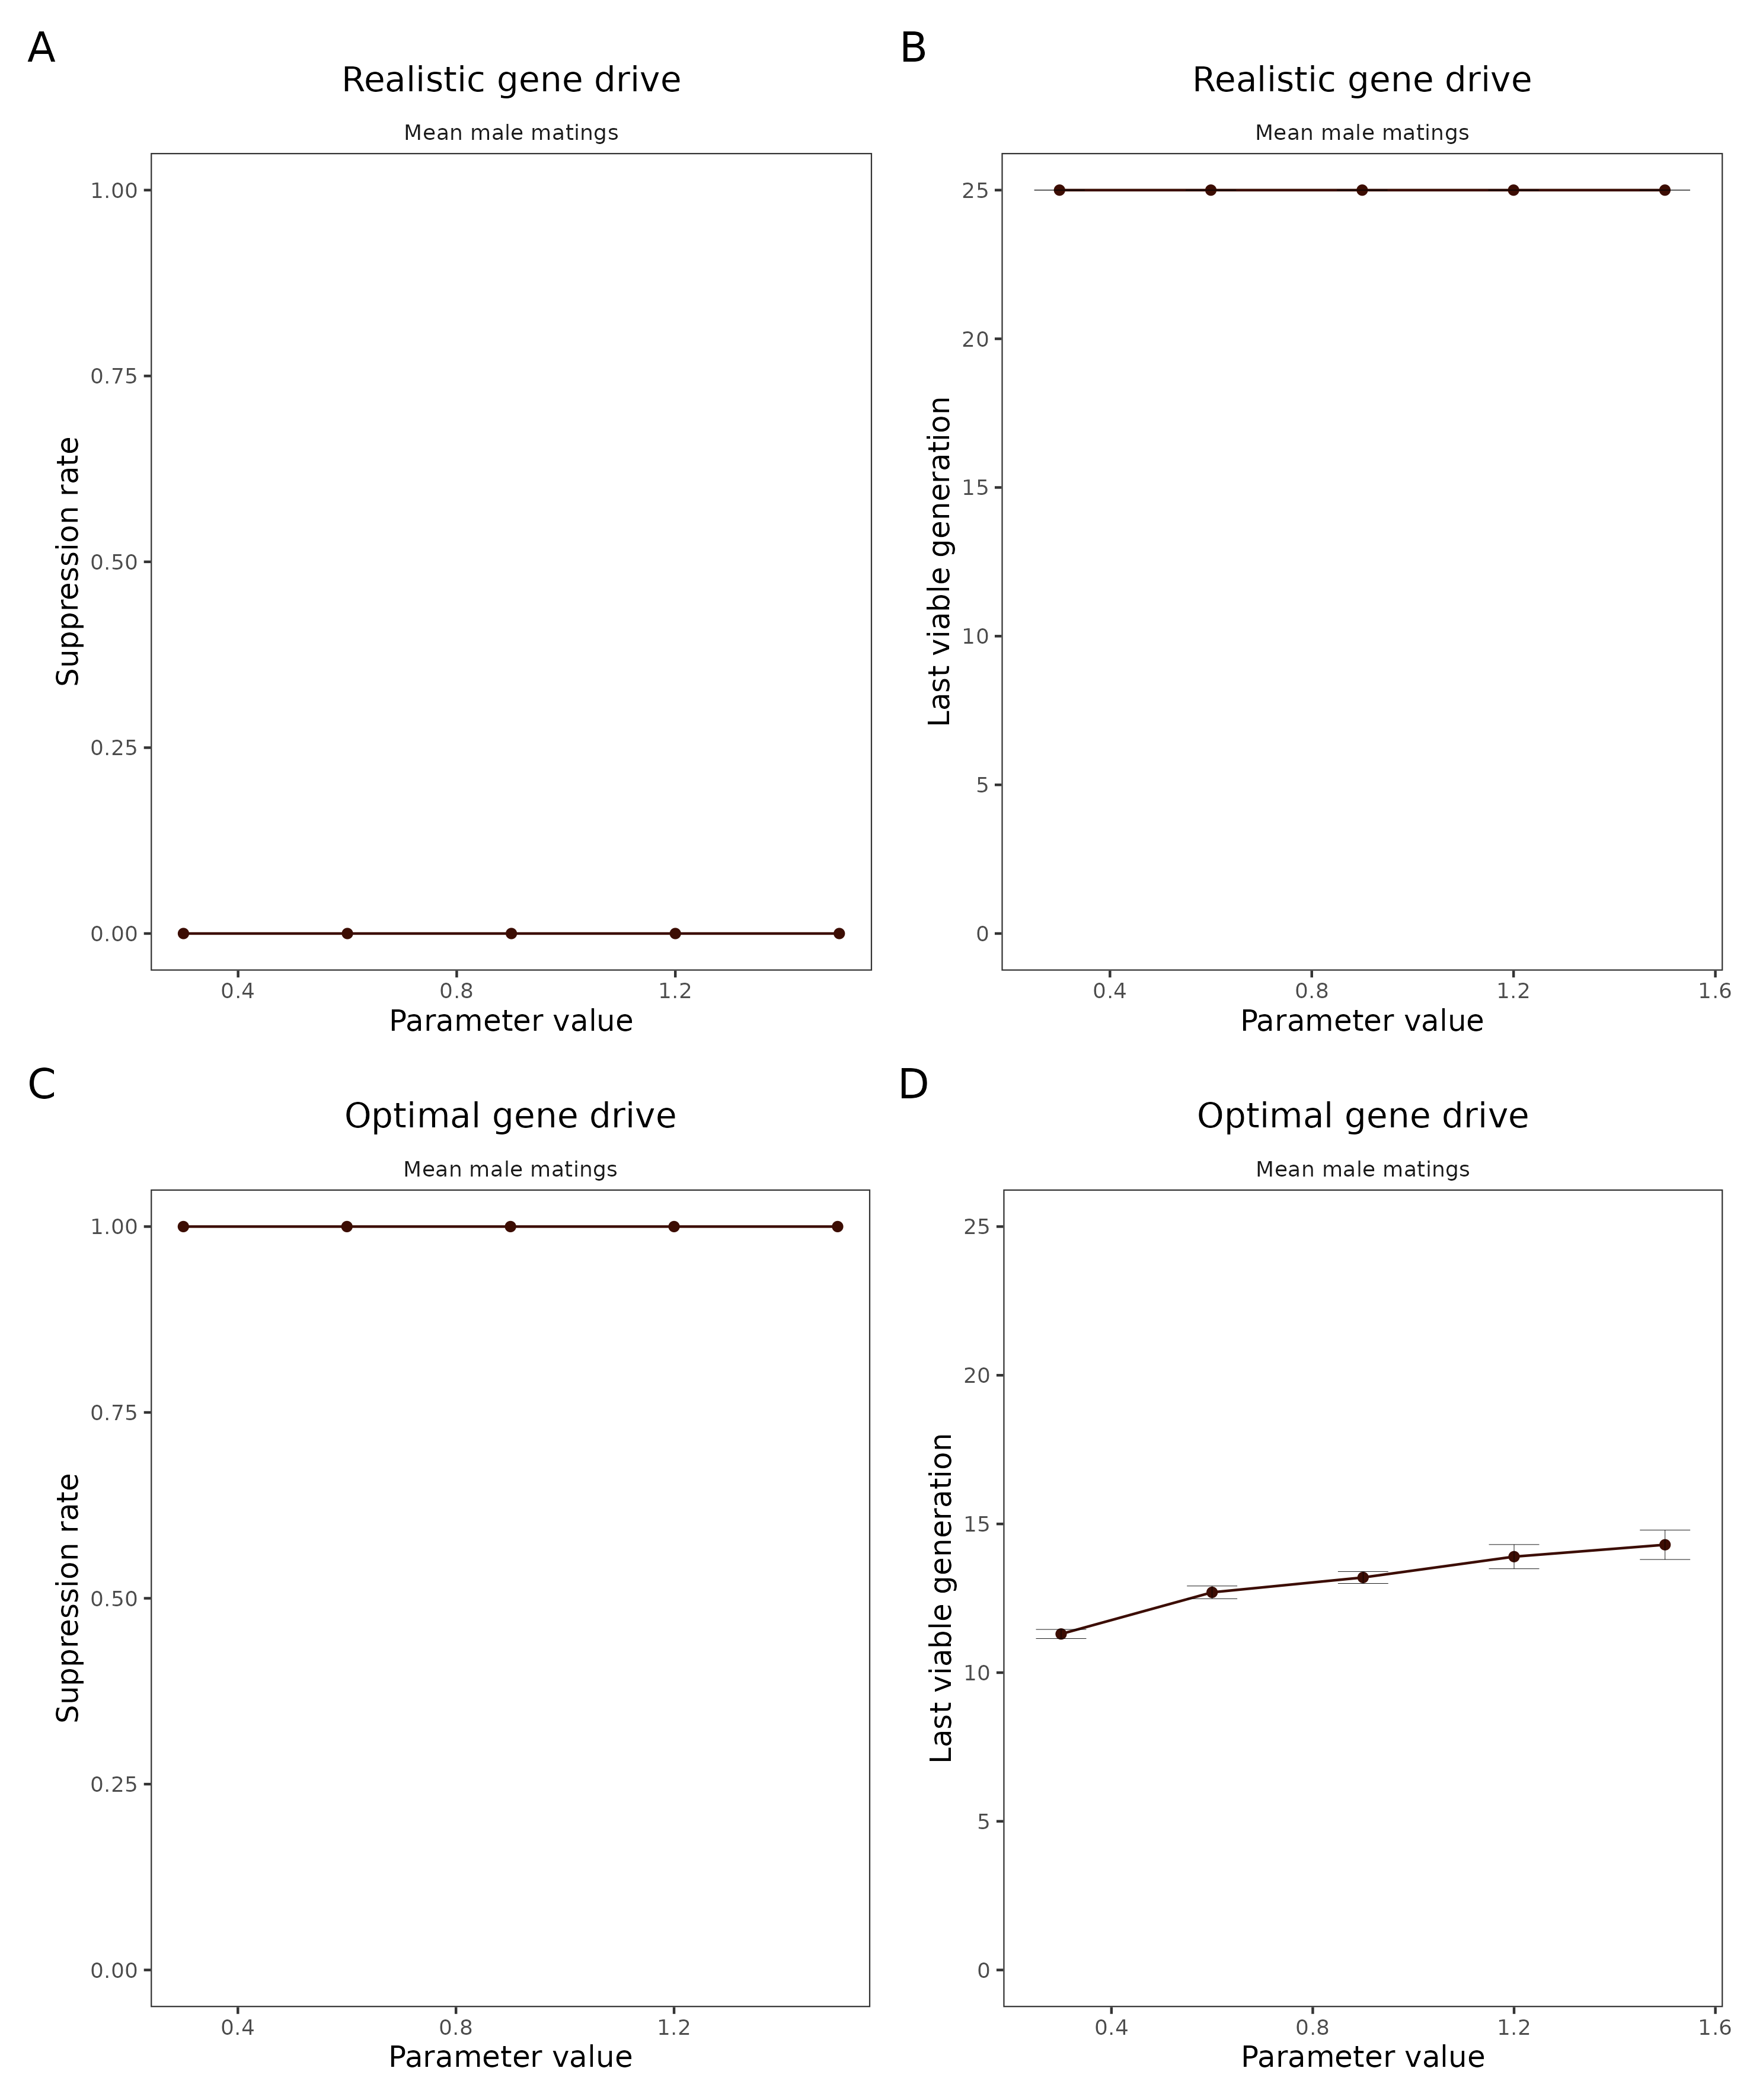 A
Realistic gene drive
Mean male matings
Suppression rate
1.00
0.75
0.50
0.25
0.00
0.4 0.8 1.2
Parameter value
B
Realistic gene drive
Mean male matings
Last viable generation
25
20
15
10
5
0
0.4 0.8 1.2 1.6
Parameter value
C
Optimal gene drive
Mean male matings
Suppression rate
1.00
0.75
0.50
0.25
0.00
0.4 0.8 1.2
Parameter value
D
Optimal gene drive
Mean male matings
Last viable generation
25
20
15
10
5
0
0.4 0.8 1.2 1.6
Parameter value